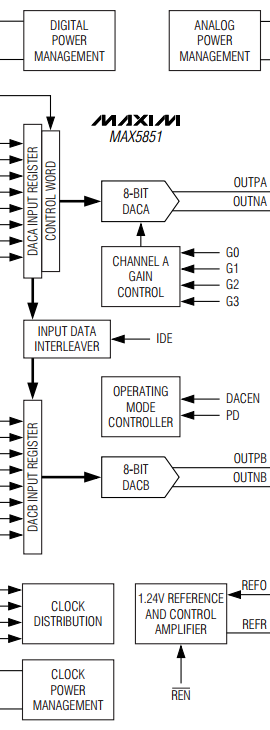 DIGITAL
POWER
MANAGEMENT
ANALOG
POWER
MANAGEMENT
MAXIM
MAX5851
DACA INPUT REGISTER
CONTROL WORD
8-BIT
DACA
OUTPA
OUTNA
CHANNEL A
GAIN
CONTROL
G0
G1
G2
G3
INPUT DATA
INTERLEAVER
IDE
OPERATING
MODE
CONTROLLER
DACEN
PD
DACB INPUT REGISTER
8-BIT
DACB
OUTPB
OUTNB
CLOCK
DISTRIBUTION
1.24V REFERENCE
AND CONTROL
AMPLIFIER
REFO
REFR
CLOCK
POWER
MANAGEMENT
REN